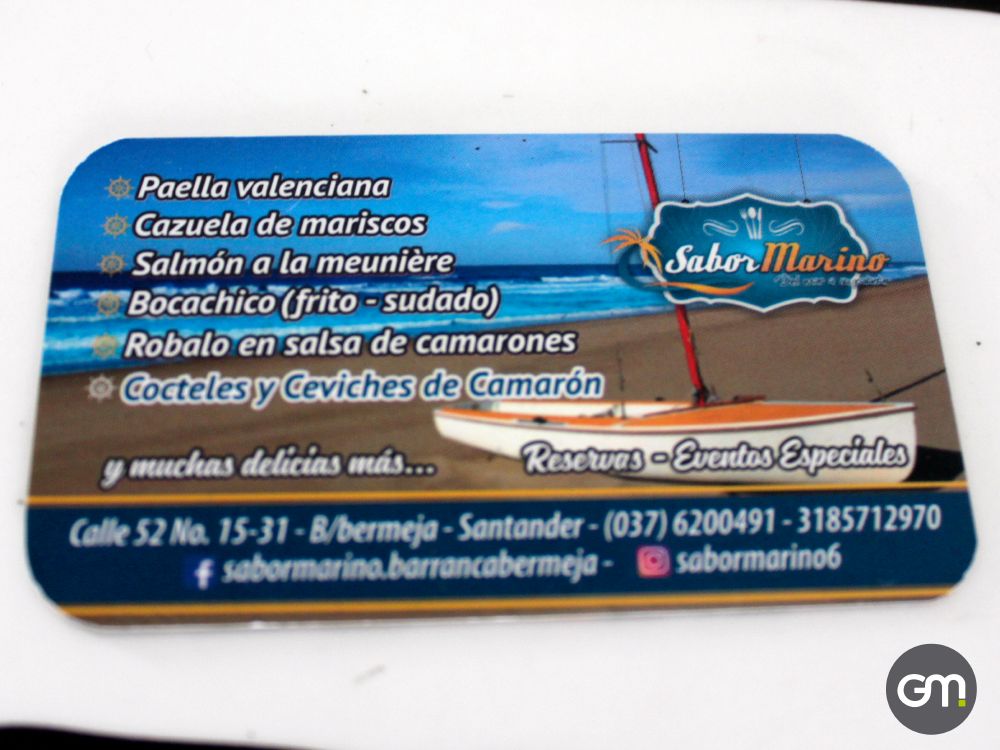 Paella valenciana
Cazuela de mariscos
Salmón a la meunière
Bocachico (frito - sudado)
Robalo en salsa de camarones
Cocteles y Ceviches de Camarón
y muchas delicias más...
Sabor Marino
Reservas - Eventos Especiales
Calle 52 No. 15-31 - B/bermeja - Santander - (037) 6200491 - 3185712970
sabormarino.barrancabermeja - sabormarino6
GM.